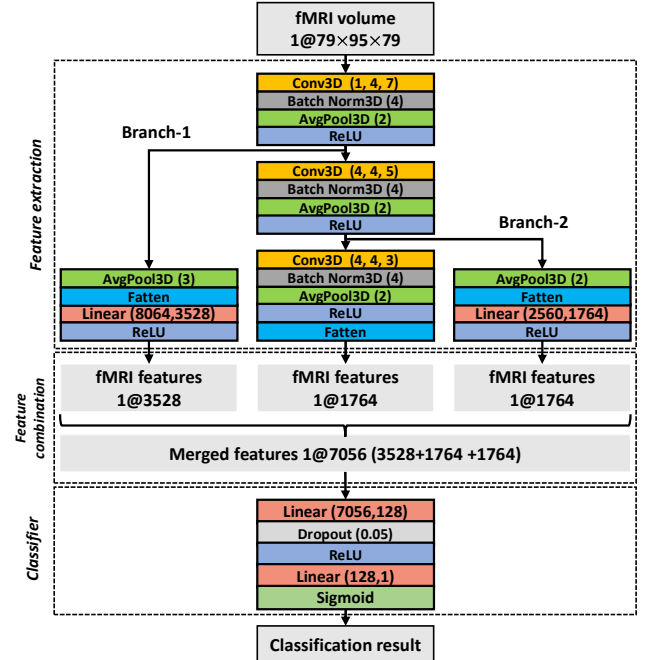 fMRI volume
1@79×95×79
Conv3D (1, 4, 7)
Batch Norm3D (4)
AvgPool3D (2)
ReLU
Branch-1
Conv3D (4, 4, 5)
Batch Norm3D (4)
AvgPool3D (2)
ReLU
Branch-2
Feature extraction
AvgPool3D (3)
Fatten
Linear (8064,3528)
ReLU
Conv3D (4, 4, 3)
Batch Norm3D (4)
AvgPool3D (2)
ReLU
Fatten
AvgPool3D (2)
Fatten
Linear (2560,1764)
ReLU
Feature
combination
fMRI features
1@3528
fMRI features
1@1764
fMRI features
1@1764
Merged features 1@7056 (3528+1764 +1764)
Classifier
Linear (7056,128)
Dropout (0.05)
ReLU
Linear (128,1)
Sigmoid
Classification result